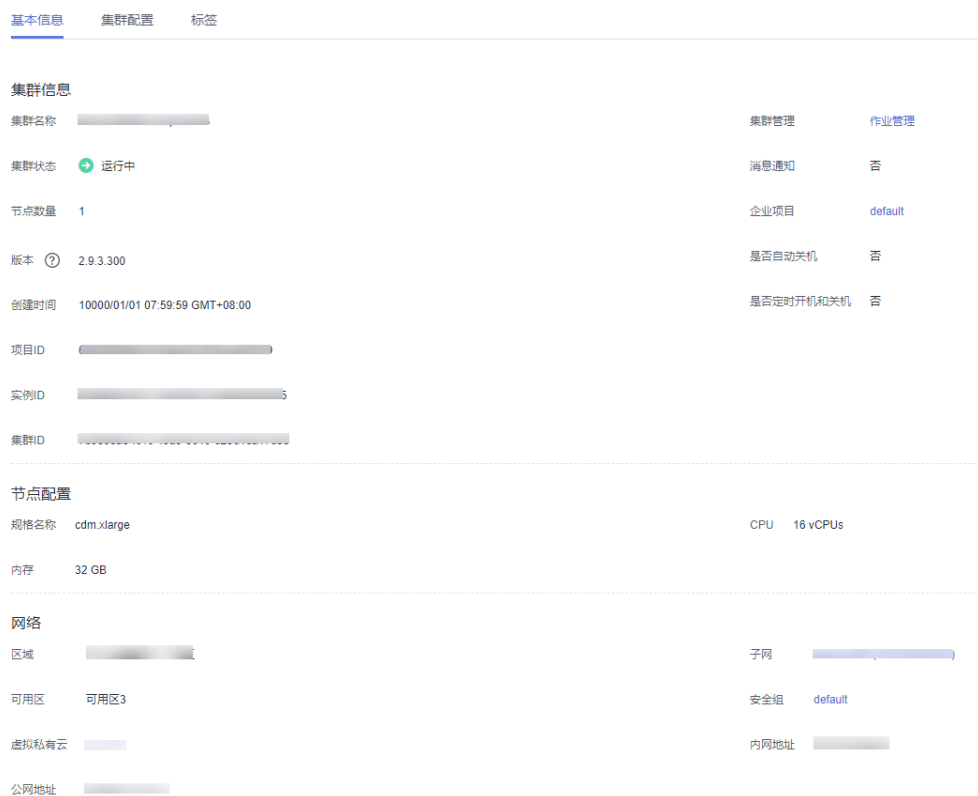 基本信息 集群配置 标签
集群信息
集群名称
集群管理 作业管理
集群状态 运行中
消息通知 否
节点数量 1
企业项目 default
版本 ? 2.9.3.300
是否自动关机 否
创建时间 10000/01/01 07:59:59 GMT+08:00
是否定时开机和关机 否
项目ID
实例ID
集群ID
节点配置
规格名称 cdm.xlarge
CPU 16 vCPUs
内存 32 GB
网络
区域
子网
可用区 可用区3
安全组 default
虚拟私有云
内网地址
公网地址